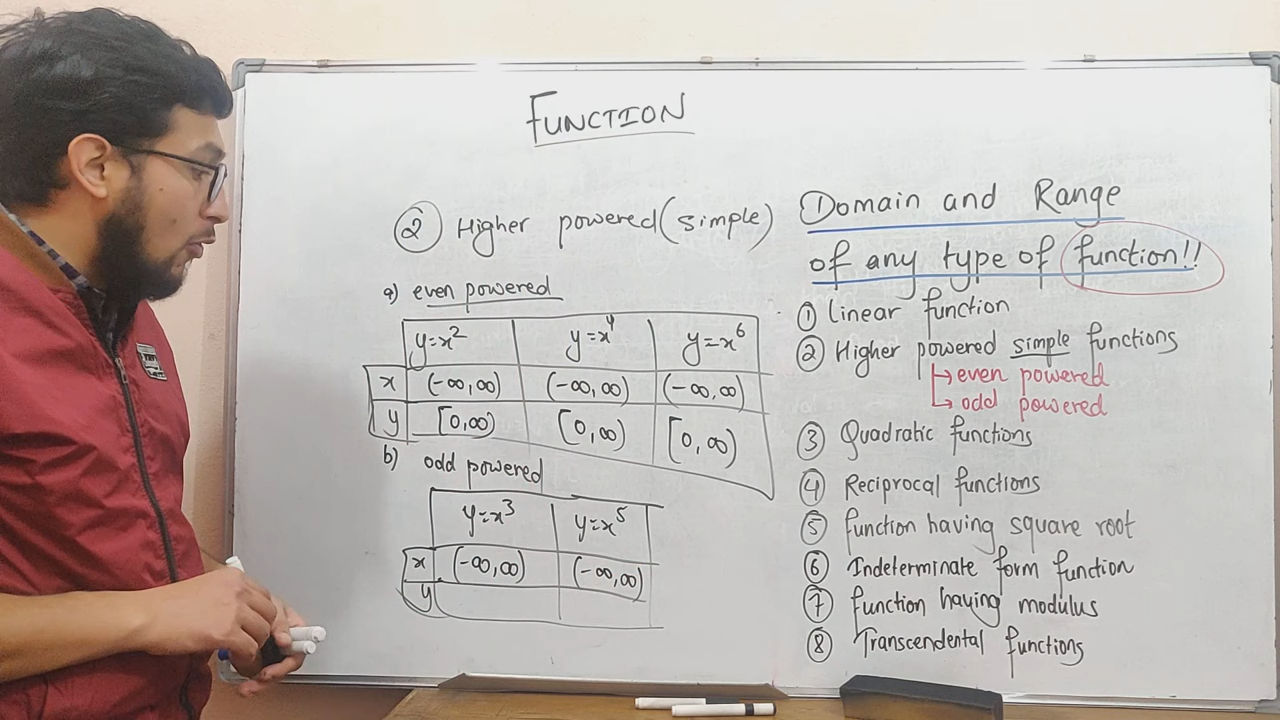 FUNCTION
② Higher powered (simple)
a) even powered
y=x² y=x⁴ y=x⁶
x (-∞,∞) (-∞,∞) (-∞,∞)
y [0,∞) [0,∞) [0,∞)
b) odd powered
y=x³ y=x⁵
x (-∞,∞) (-∞,∞)
y
Domain and Range
of any type of function!!
① Linear function
② Higher powered simple functions
↳ even powered
↳ odd powered
③ Quadratic functions
④ Reciprocal functions
⑤ function having square root
⑥ Indeterminate form function
⑦ function having modulus
⑧ Transcendental functions